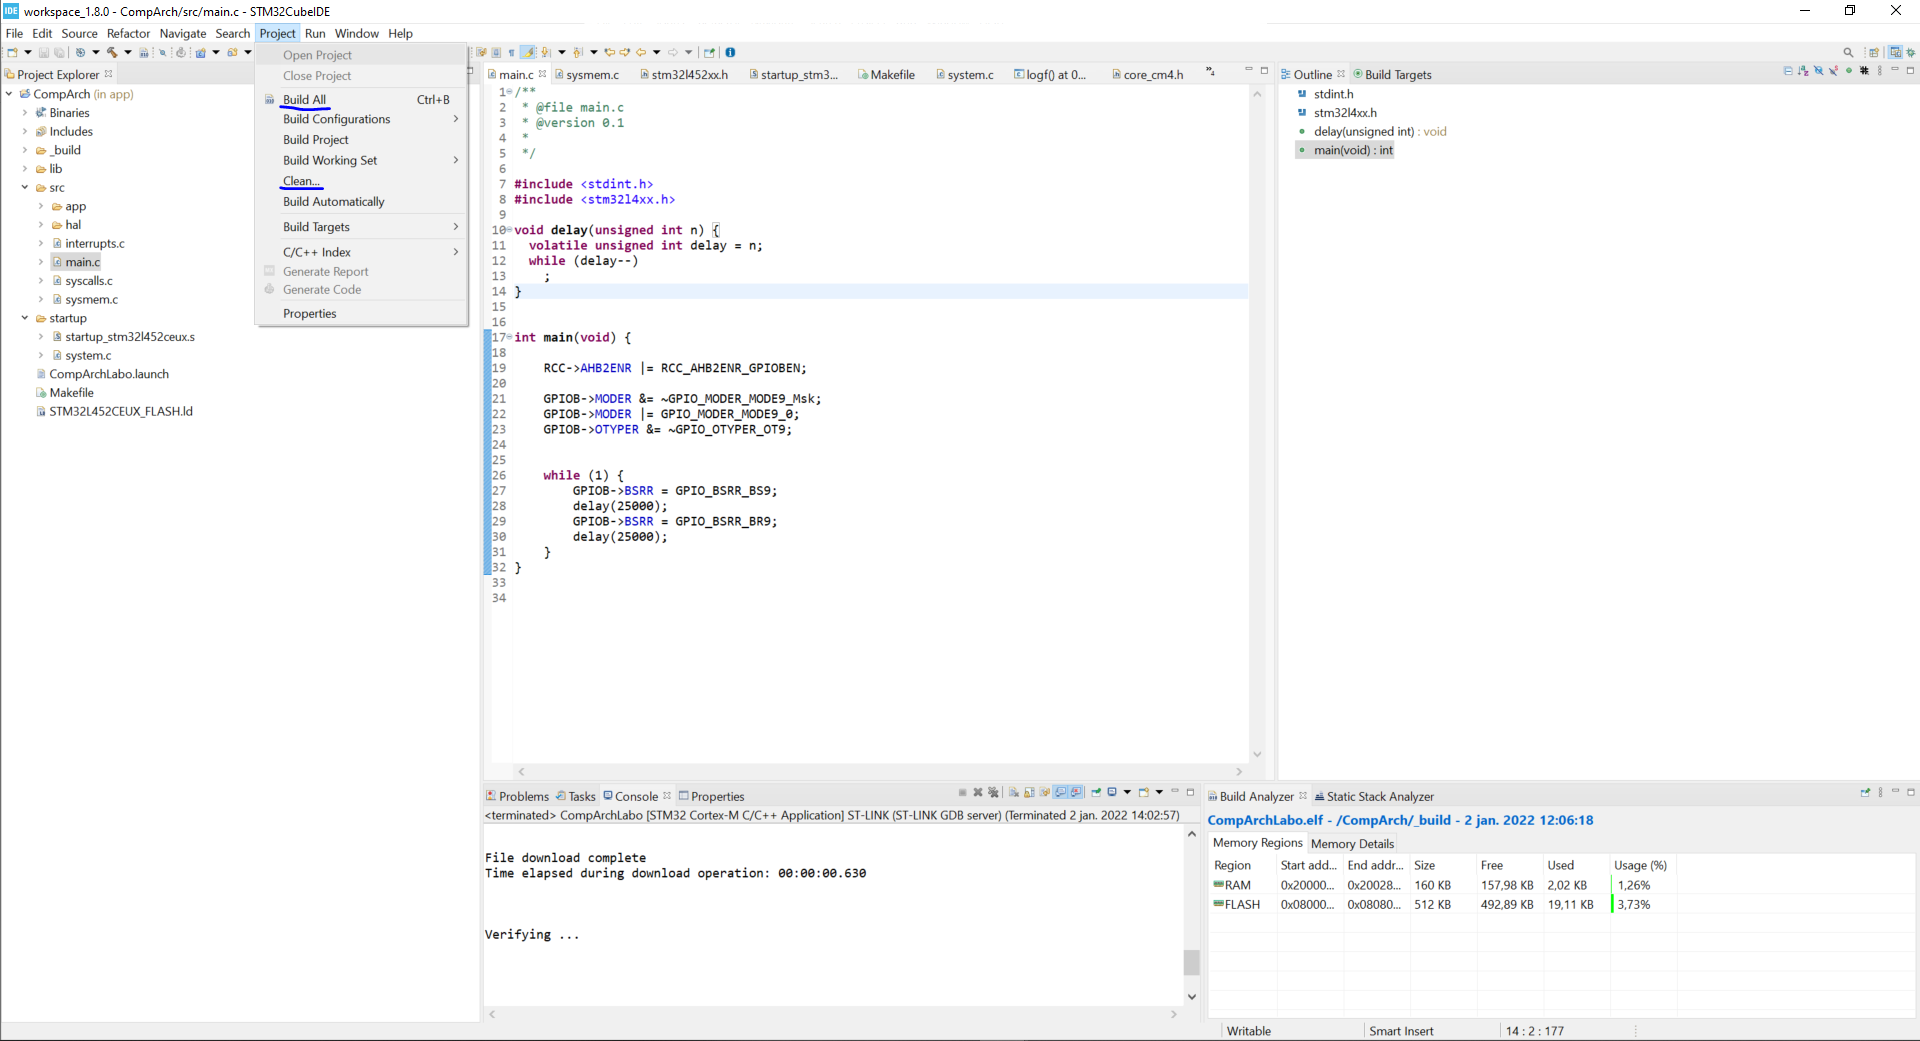 IDE workspace_1.8.0 - CompArch/src/main.c - STM32CubeIDE
File Edit Source Refactor Navigate Search Project Run Window Help
Project Explorer
CompArch (in app)
Binaries
Includes
_build
lib
src
app
hal
interrupts.c
main.c
syscalls.c
sysmem.c
startup
startup_stm32l452ceux.s
system.c
CompArchLabo.launch
Makefile
STM32L452CEUX_FLASH.ld
Open Project
Close Project
Build All Ctrl+B
Build Configurations
Build Project
Build Working Set
Clean...
Build Automatically
Build Targets
C/C++ Index
Generate Report
Generate Code
Properties
main.c sysmem.c stm32l452xx.h startup_stm3... Makefile system.c logf() at 0... core_cm4.h »4
1 /**
2 * @file main.c
3 * @version 0.1
4 *
5 */
6
7 #include <stdint.h>
8 #include <stm32l4xx.h>
9
10 void delay(unsigned int n) {
11 volatile unsigned int delay = n;
12 while (delay--)
13 ;
14 }
15
16
17 int main(void) {
18
19 RCC->AHB2ENR |= RCC_AHB2ENR_GPIOBEN;
20
21 GPIOB->MODER &= ~GPIO_MODER_MODE9_Msk;
22 GPIOB->MODER |= GPIO_MODER_MODE9_0;
23 GPIOB->OTYPER &= ~GPIO_OTYPER_OT9;
24
25
26 while (1) {
27 GPIOB->BSRR = GPIO_BSRR_BS9;
28 delay(25000);
29 GPIOB->BSRR = GPIO_BSRR_BR9;
30 delay(25000);
31 }
32 }
33
34
Outline Build Targets
stdint.h
stm32l4xx.h
delay(unsigned int) : void
main(void) : int
Problems Tasks Console Properties
<terminated> CompArchLabo [STM32 Cortex-M C/C++ Application] ST-LINK (ST-LINK GDB server) (Terminated 2 jan. 2022 14:02:57)
File download complete
Time elapsed during download operation: 00:00:00.630
Verifying ...
Build Analyzer Static Stack Analyzer
CompArchLabo.elf - /CompArch/_build - 2 jan. 2022 12:06:18
Memory Regions Memory Details
Region Start add... End addr... Size Free Used Usage (%)
RAM 0x20000... 0x20028... 160 KB 157,98 KB 2,02 KB 1,26%
FLASH 0x08000... 0x08080... 512 KB 492,89 KB 19,11 KB 3,73%
Writable Smart Insert 14 : 2 : 177